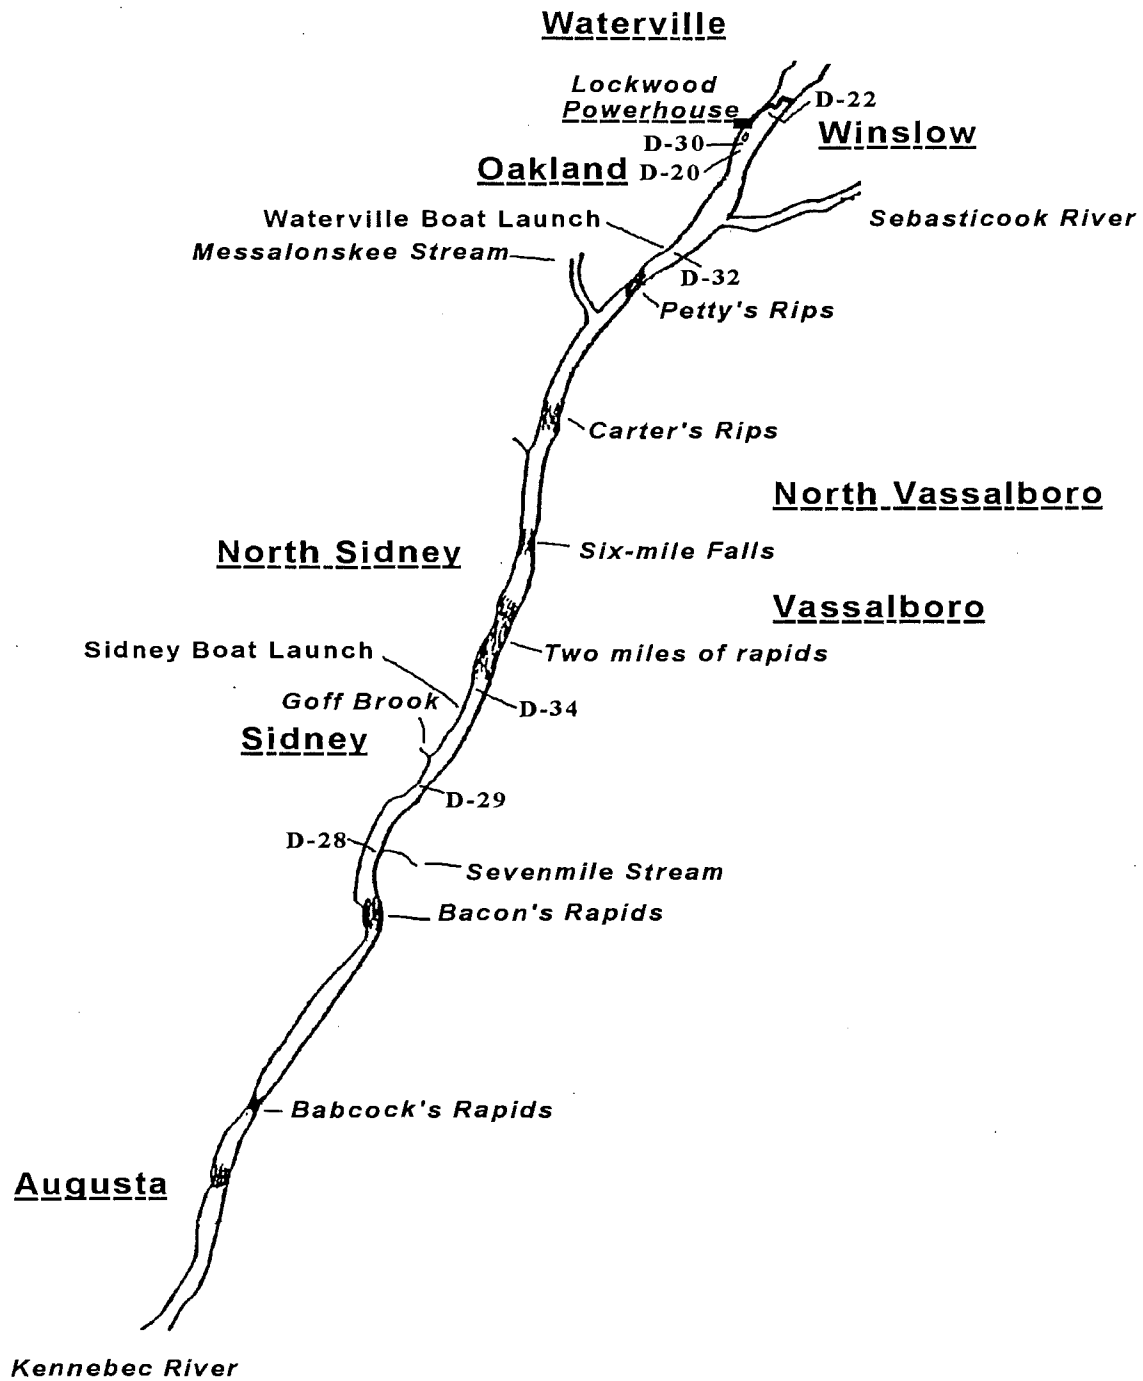 Waterville
Lockwood
Powerhouse
D-22
Winslow
D-30
Oakland
D-20
Waterville Boat Launch
Sebasticook River
Messalonskee Stream
D-32
Petty's Rips
Carter's Rips
North Vassalboro
North Sidney
Six-mile Falls
Vassalboro
Sidney Boat Launch
Two miles of rapids
Goff Brook
D-34
Sidney
D-29
D-28
Sevenmile Stream
Bacon's Rapids
Babcock's Rapids
Augusta
Kennebec River